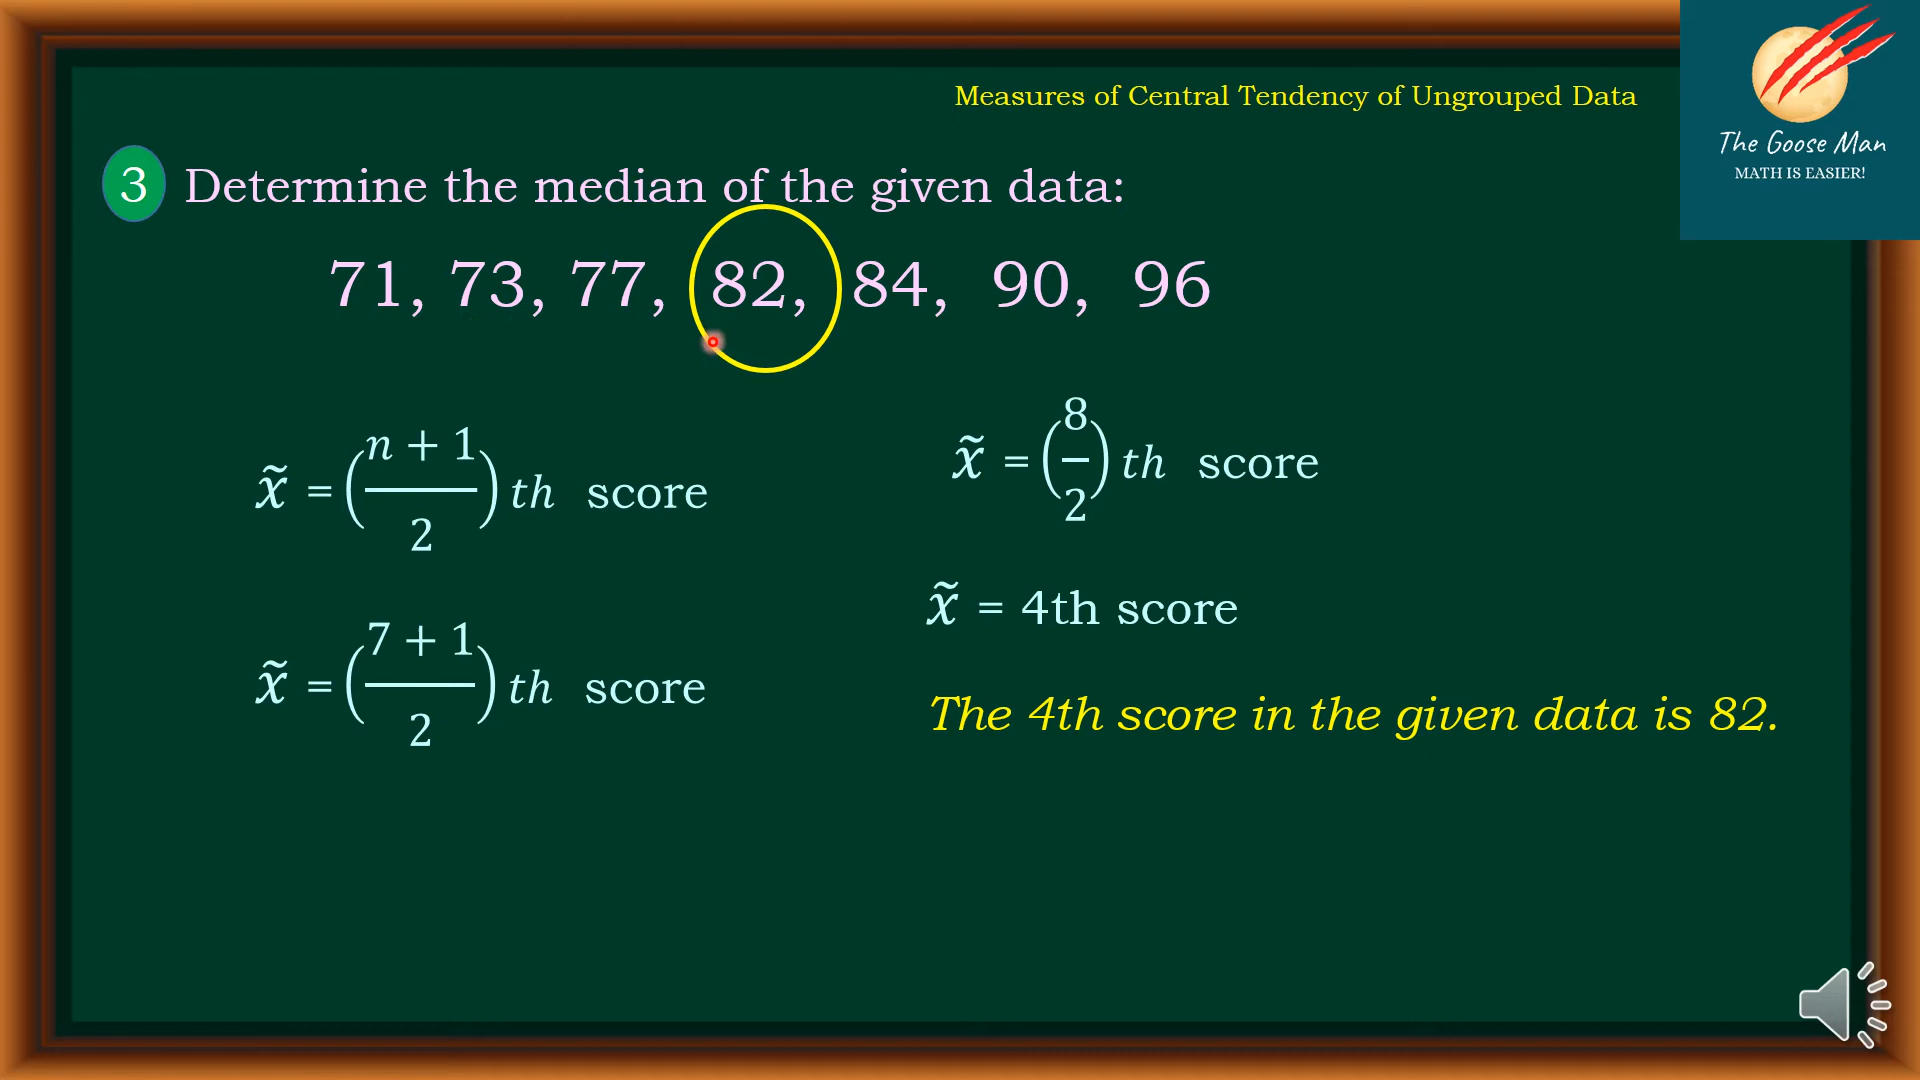 Measures of Central Tendency of Ungrouped Data
The Goose Man
MATH IS EASIER!
3 Determine the median of the given data:
71, 73, 77, 82, 84, 90, 96
x̃ = (n + 1 / 2) th score
x̃ = (7 + 1 / 2) th score
x̃ = (8 / 2) th score
x̃ = 4th score
The 4th score in the given data is 82.